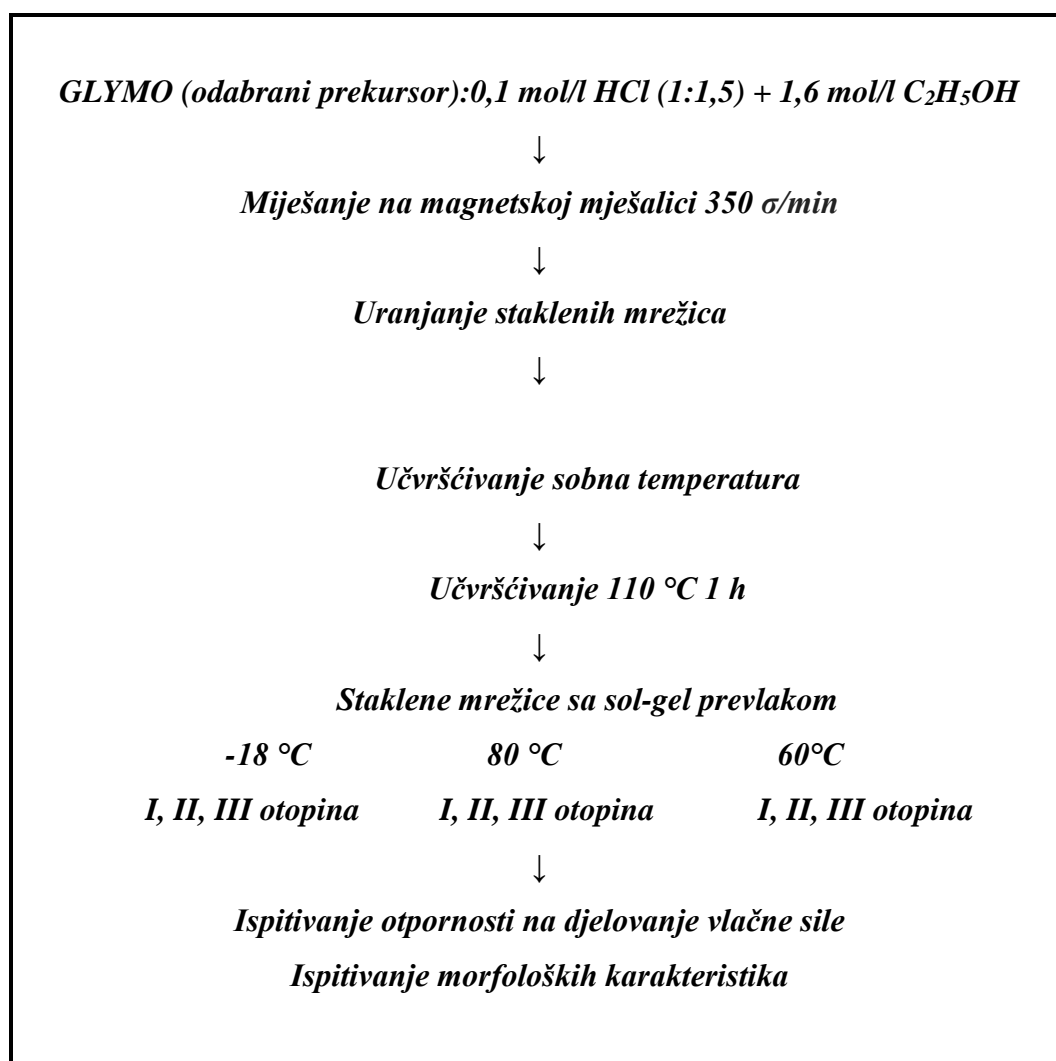 GLYMO (odabrani prekursor):0,1 mol/l HCl (1:1,5) + 1,6 mol/l C₂H₅OH
↓
Miješanje na magnetskoj mješalici 350 σ/min
↓
Uranjanje staklenih mrežica
↓
Učvršćivanje sobna temperatura
↓
Učvršćivanje 110 °C 1 h
↓
Staklene mrežice sa sol-gel prevlakom
-18 °C 80 °C 60°C
I, II, III otopina I, II, III otopina I, II, III otopina
↓
Ispitivanje otpornosti na djelovanje vlačne sile
Ispitivanje morfoloških karakteristika